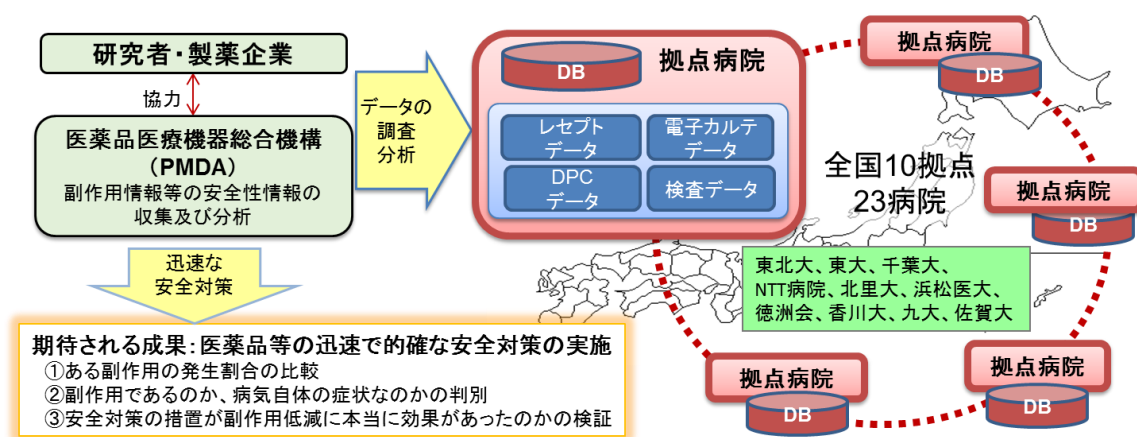 研究者・製薬企業
協力
医薬品医療機器総合機構
(PMDA)
副作用情報等の安全性情報の
収集及び分析
迅速な
安全対策
データの
調査
分析
DB
拠点病院
レセプト
データ
電子カルテ
データ
DPC
データ
検査データ
拠点病院
DB
全国10拠点
23病院
拠点病院
DB
東北大、東大、千葉大、
NTT病院、北里大、浜松医大、
徳洲会、香川大、九大、佐賀大
拠点病院
DB
拠点病院
DB
期待される成果:医薬品等の迅速で的確な安全対策の実施
①ある副作用の発生割合の比較
②副作用であるのか、病気自体の症状なのかの判別
③安全対策の措置が副作用低減に本当に効果があったのかの検証